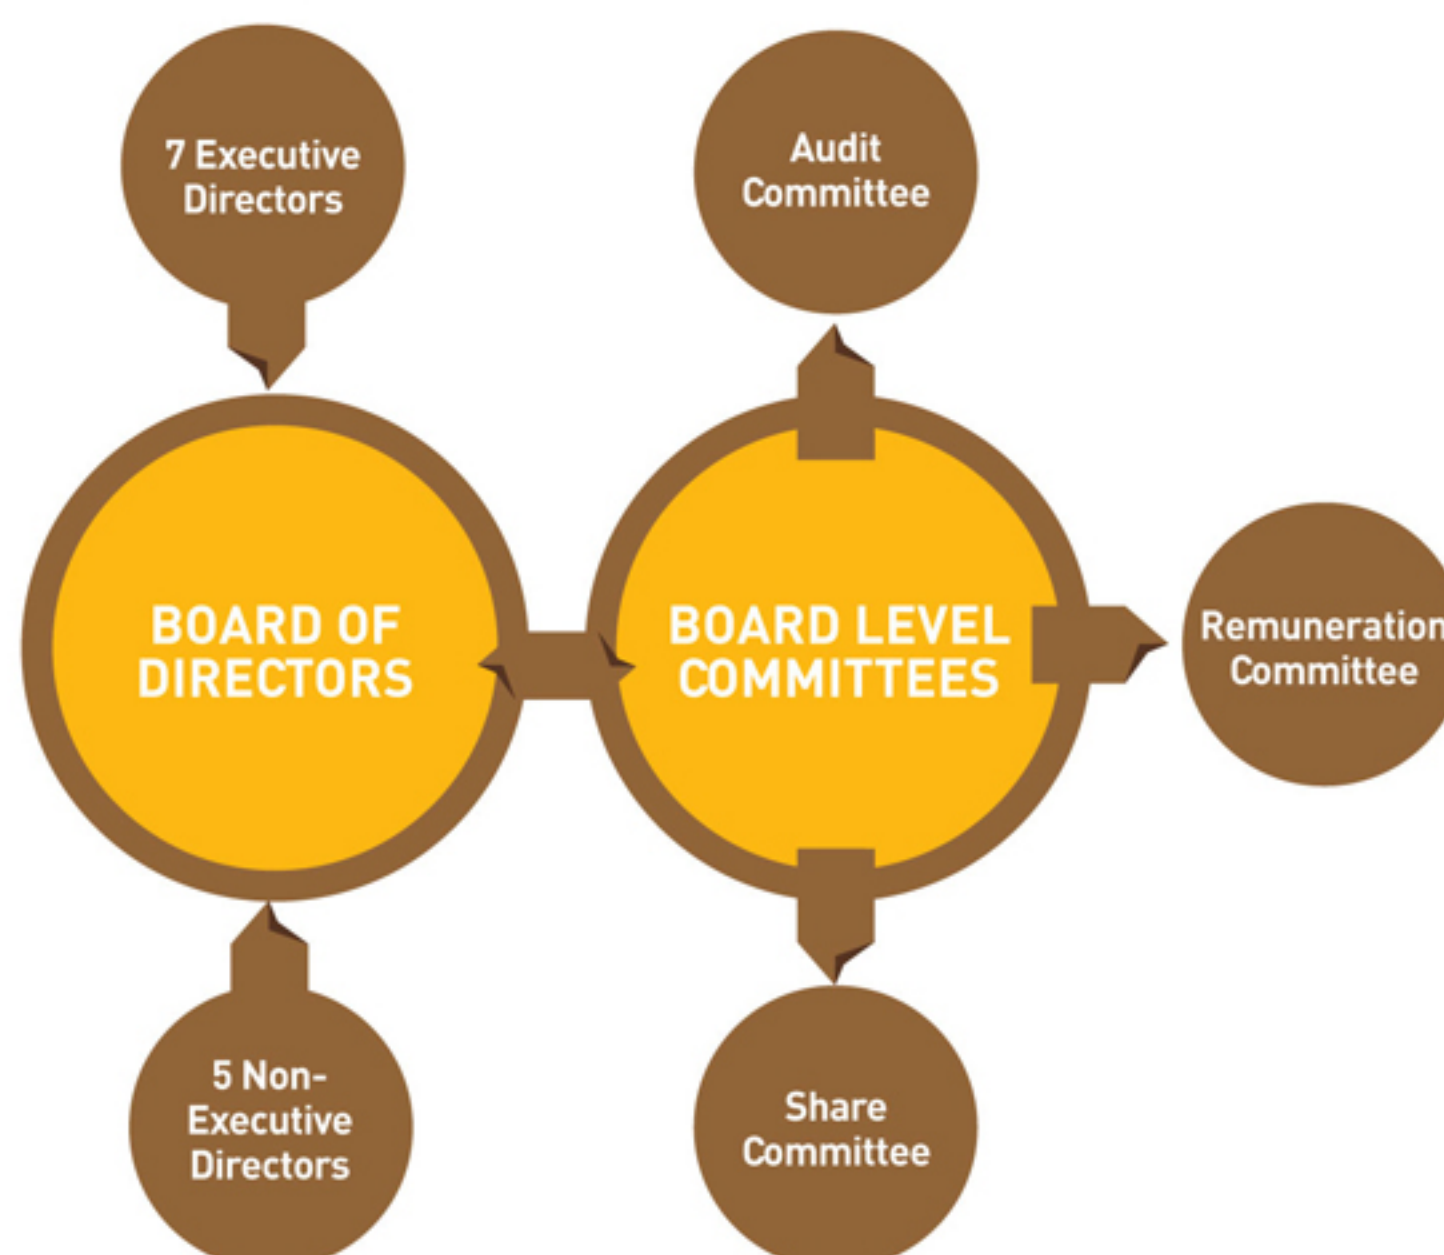 7 Executive
Directors
Audit
Committee
BOARD OF
DIRECTORS
BOARD LEVEL
COMMITTEES
Remuneration
Committee
5 Non-
Executive
Directors
Share
Committee